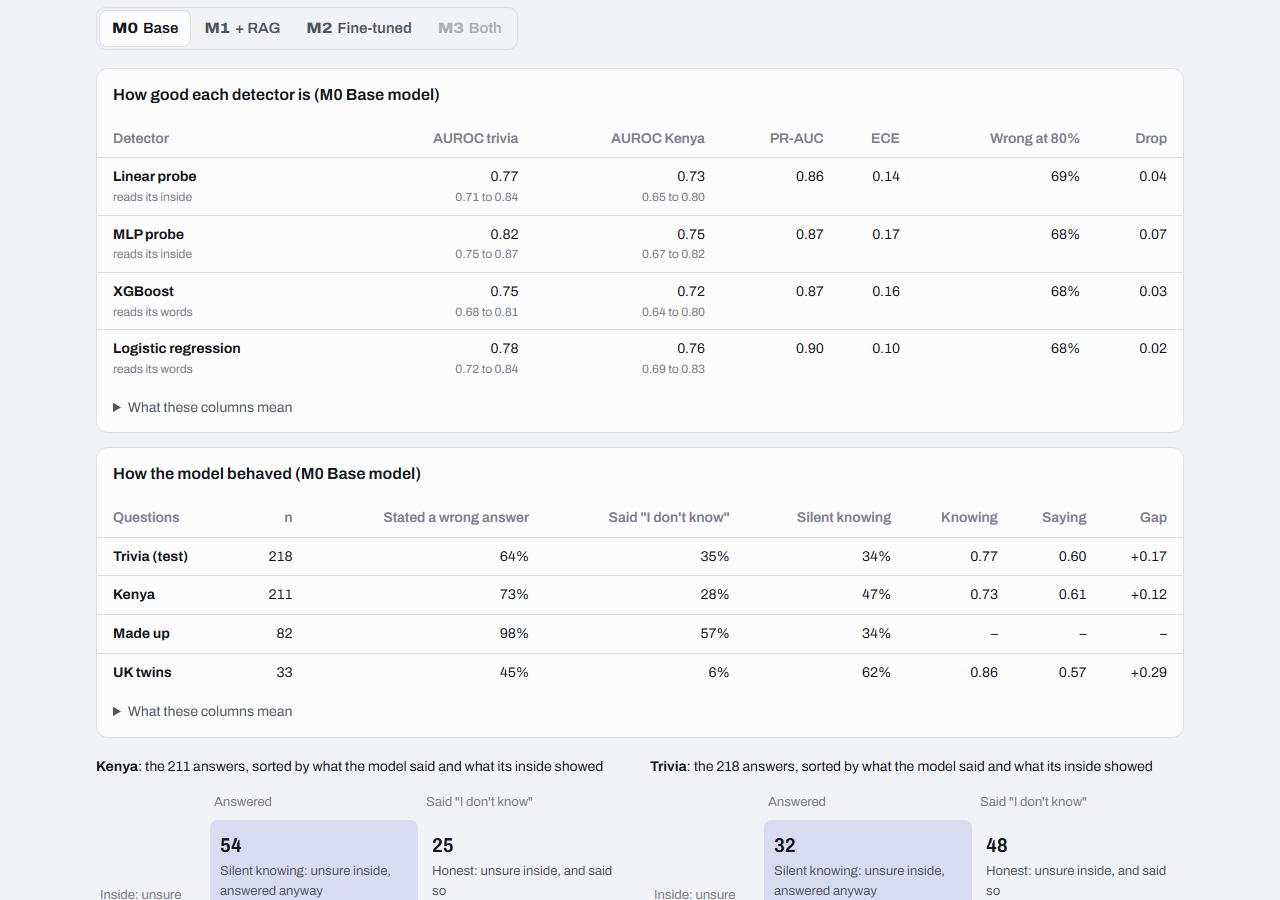 M0 Base M1 + RAG M2 Fine-tuned M3 Both
How good each detector is (M0 Base model)
Detector AUROC trivia AUROC Kenya PR-AUC ECE Wrong at 80% Drop
Linear probe 0.77 0.73 0.86 0.14 69% 0.04
reads its inside 0.71 to 0.84 0.65 to 0.80
MLP probe 0.82 0.75 0.87 0.17 68% 0.07
reads its inside 0.75 to 0.87 0.67 to 0.82
XGBoost 0.75 0.72 0.87 0.16 68% 0.03
reads its words 0.68 to 0.81 0.64 to 0.80
Logistic regression 0.78 0.76 0.90 0.10 68% 0.02
reads its words 0.72 to 0.84 0.69 to 0.83
▶ What these columns mean
How the model behaved (M0 Base model)
Questions n Stated a wrong answer Said "I don't know" Silent knowing Knowing Saying Gap
Trivia (test) 218 64% 35% 34% 0.77 0.60 +0.17
Kenya 211 73% 28% 47% 0.73 0.61 +0.12
Made up 82 98% 57% 34% – – –
UK twins 33 45% 6% 62% 0.86 0.57 +0.29
▶ What these columns mean
Kenya: the 211 answers, sorted by what the model said and what its inside showed
Answered Said "I don't know"
54 25
Silent knowing: unsure inside, Honest: unsure inside, and said
answered anyway so
Inside: unsure
Trivia: the 218 answers, sorted by what the model said and what its inside showed
Answered Said "I don't know"
32 48
Silent knowing: unsure inside, Honest: unsure inside, and said
answered anyway so
Inside: unsure